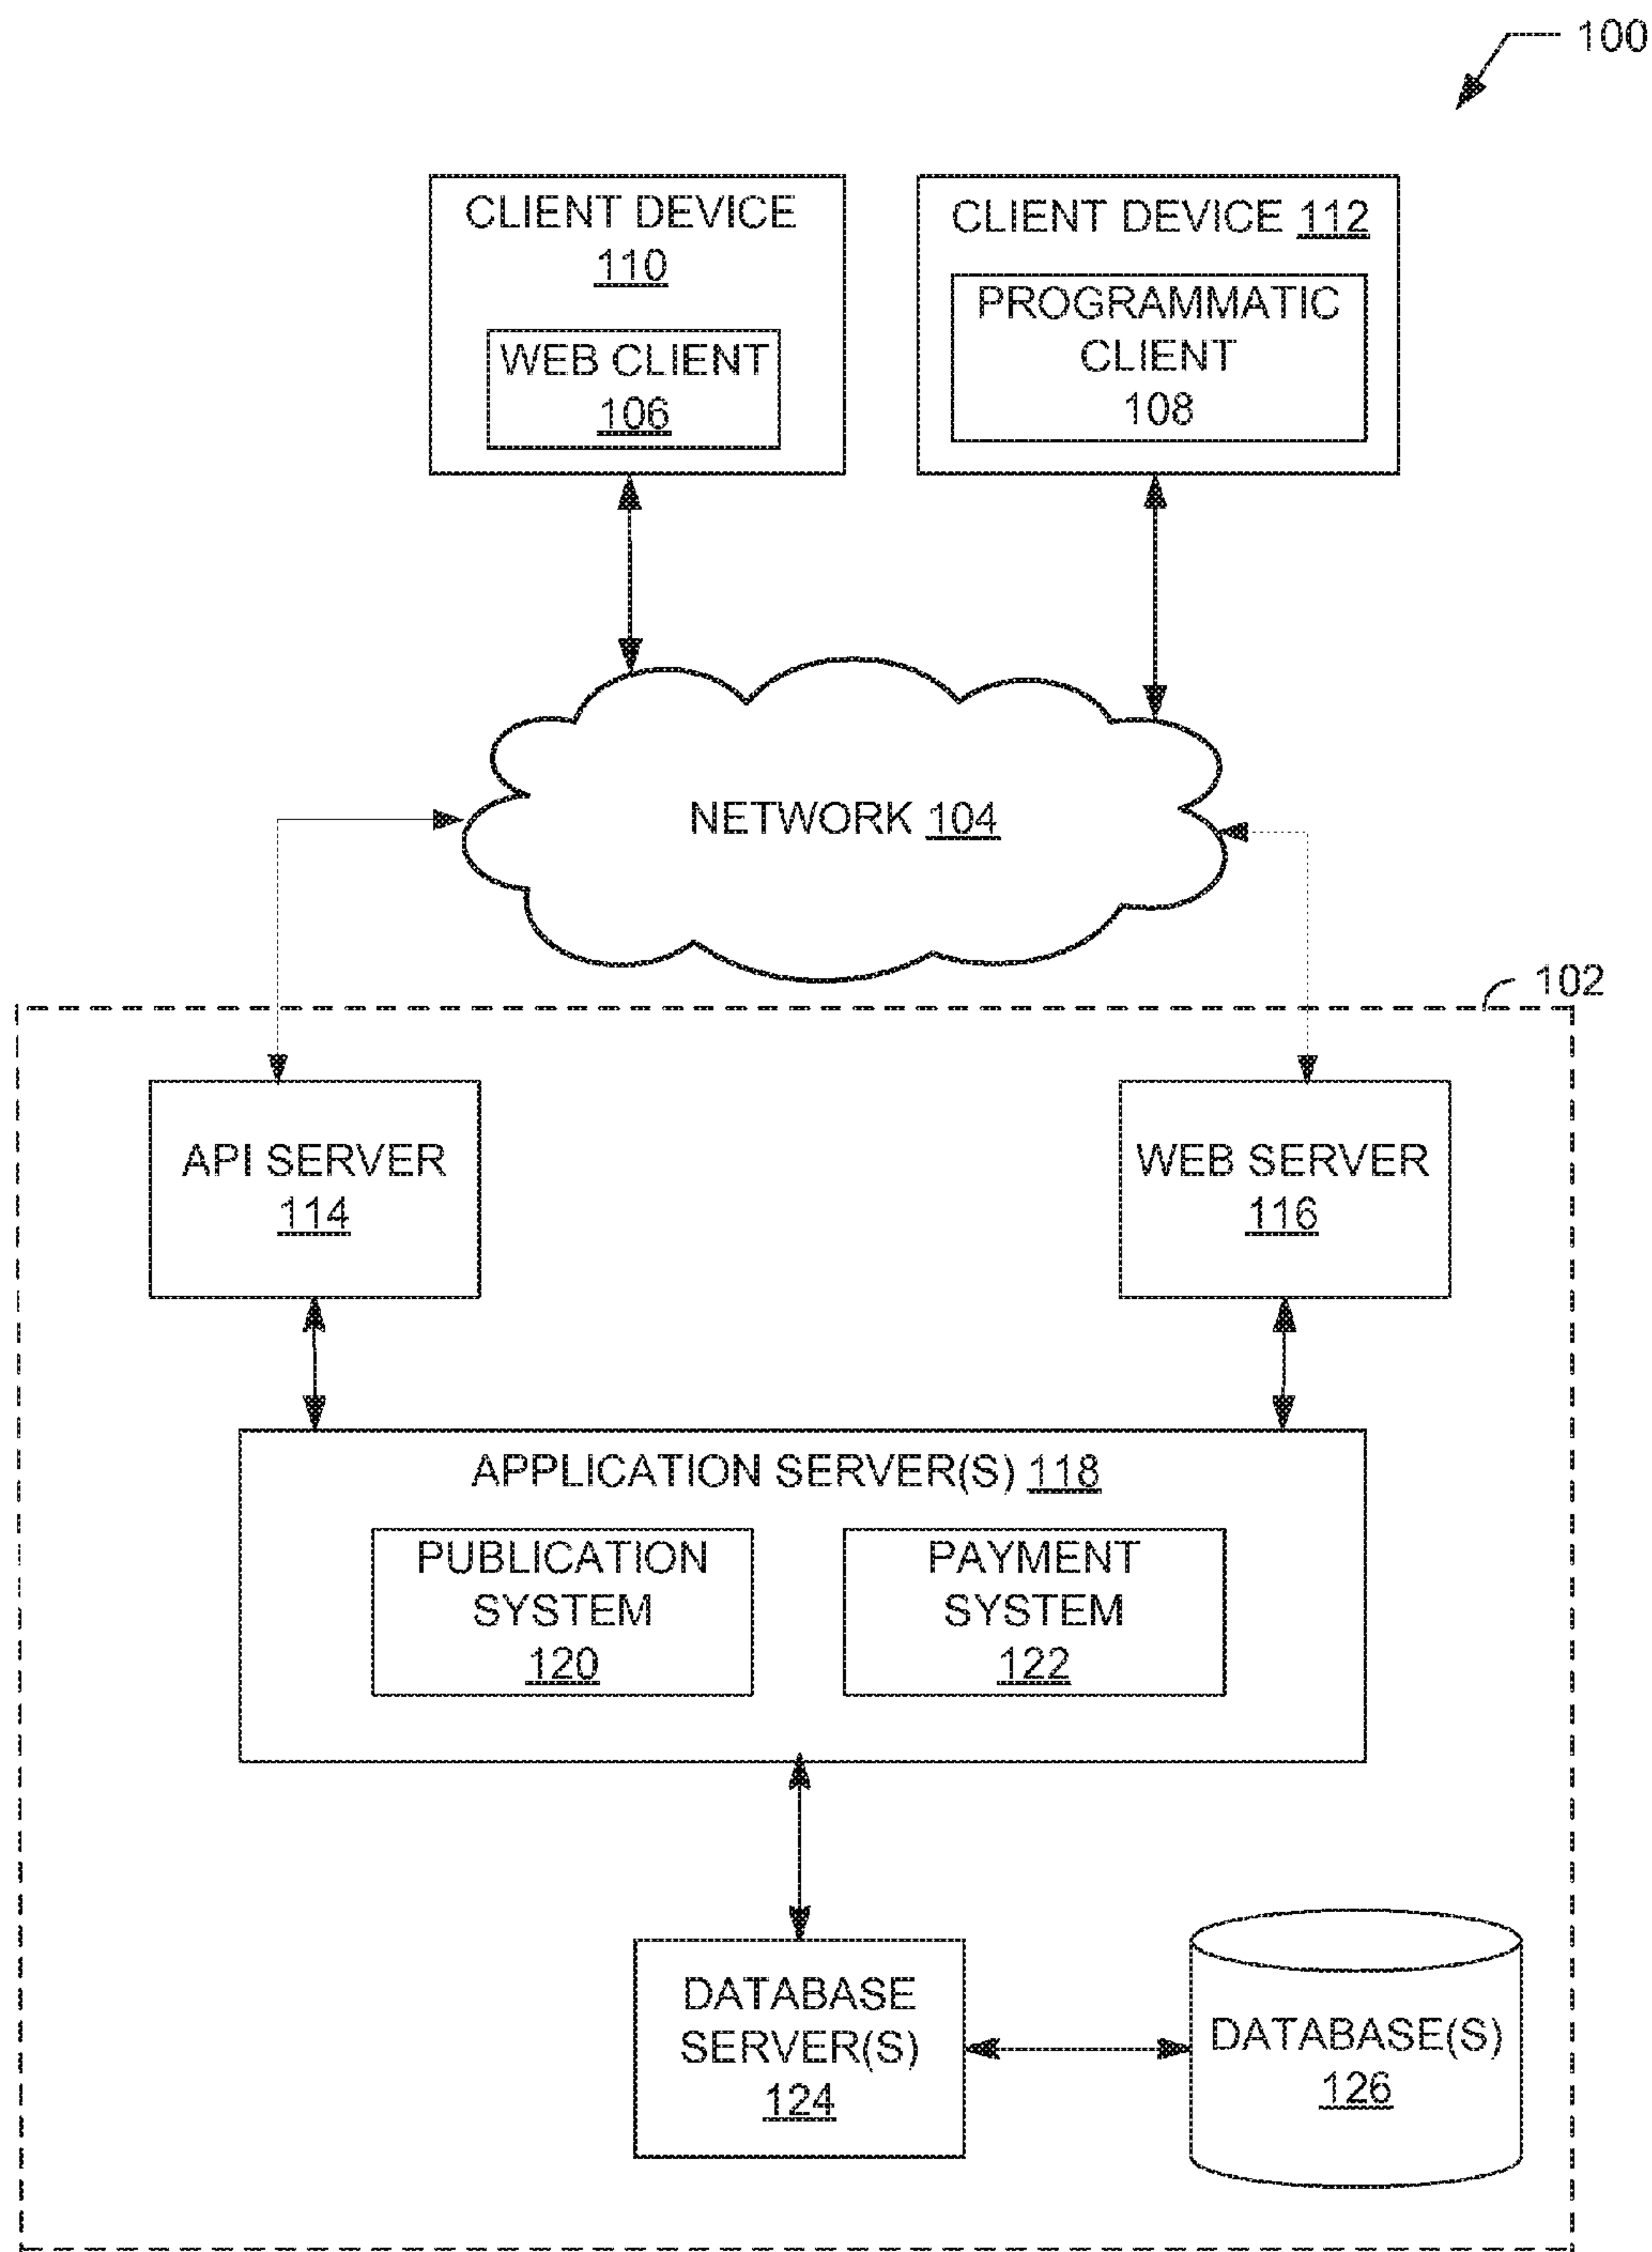 100
CLIENT DEVICE
110
WEB CLIENT
106
CLIENT DEVICE 112
PROGRAMMATIC
CLIENT
108
NETWORK 104
102
API SERVER
114
WEB SERVER
116
APPLICATION SERVER(S) 118
PUBLICATION
SYSTEM
120
PAYMENT
SYSTEM
122
DATABASE
SERVER(S)
124
DATABASE(S)
126